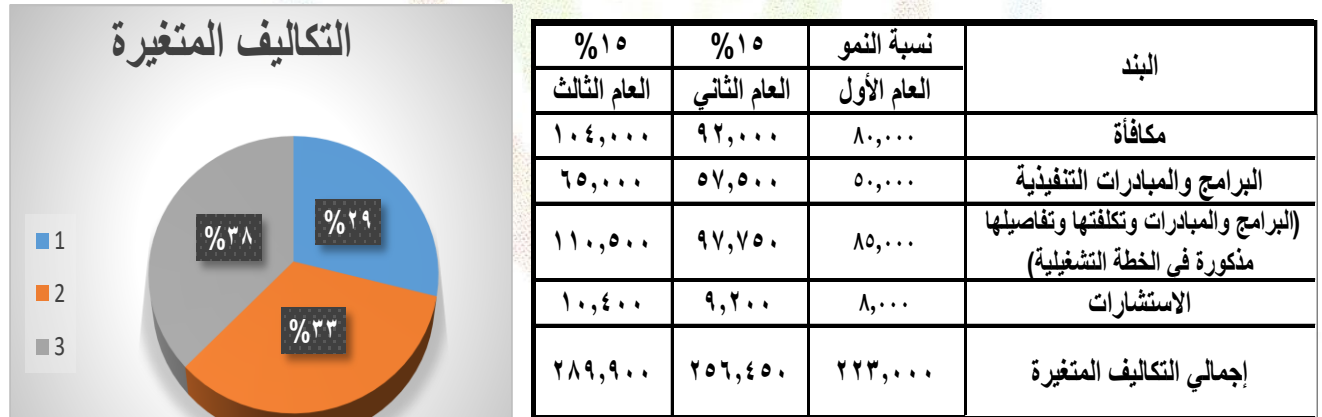 التكاليف المتغيرة
%٢٩
%٣٨
%٣٣
1
2
3
البند نسبة النمو %١٥ %١٥
العام الأول العام الثاني العام الثالث
مكافأة ٨٠,٠٠٠ ٩٢,٠٠٠ ١٠٤,٠٠٠
البرامج والمبادرات التنفيذية ٥٠,٠٠٠ ٥٧,٥٠٠ ٦٥,٠٠٠
(البرامج والمبادرات وتكلفتها وتفاصيلها
مذكورة في الخطة التشغيلية) ٨٥,٠٠٠ ٩٧,٧٥٠ ١١٠,٥٠٠
الاستشارات ٨,٠٠٠ ٩,٢٠٠ ١٠,٤٠٠
إجمالي التكاليف المتغيرة ٢٢٣,٠٠٠ ٢٥٦,٤٥٠ ٢٨٩,٩٠٠